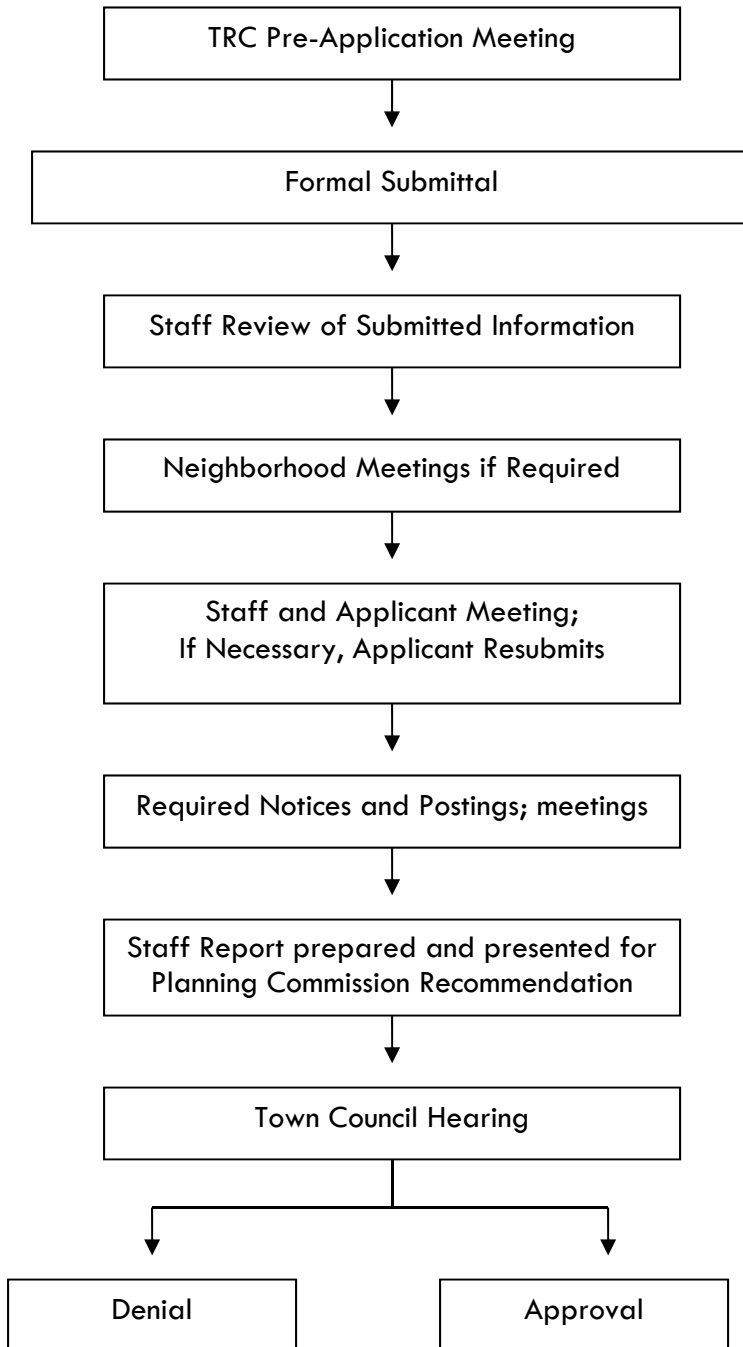 TRC Pre-Application Meeting
Formal Submittal
Staff Review of Submitted Information
Neighborhood Meetings if Required
Staff and Applicant Meeting;
If Necessary, Applicant Resubmits
Required Notices and Postings; meetings
Staff Report prepared and presented for
Planning Commission Recommendation
Town Council Hearing
Denial
Approval